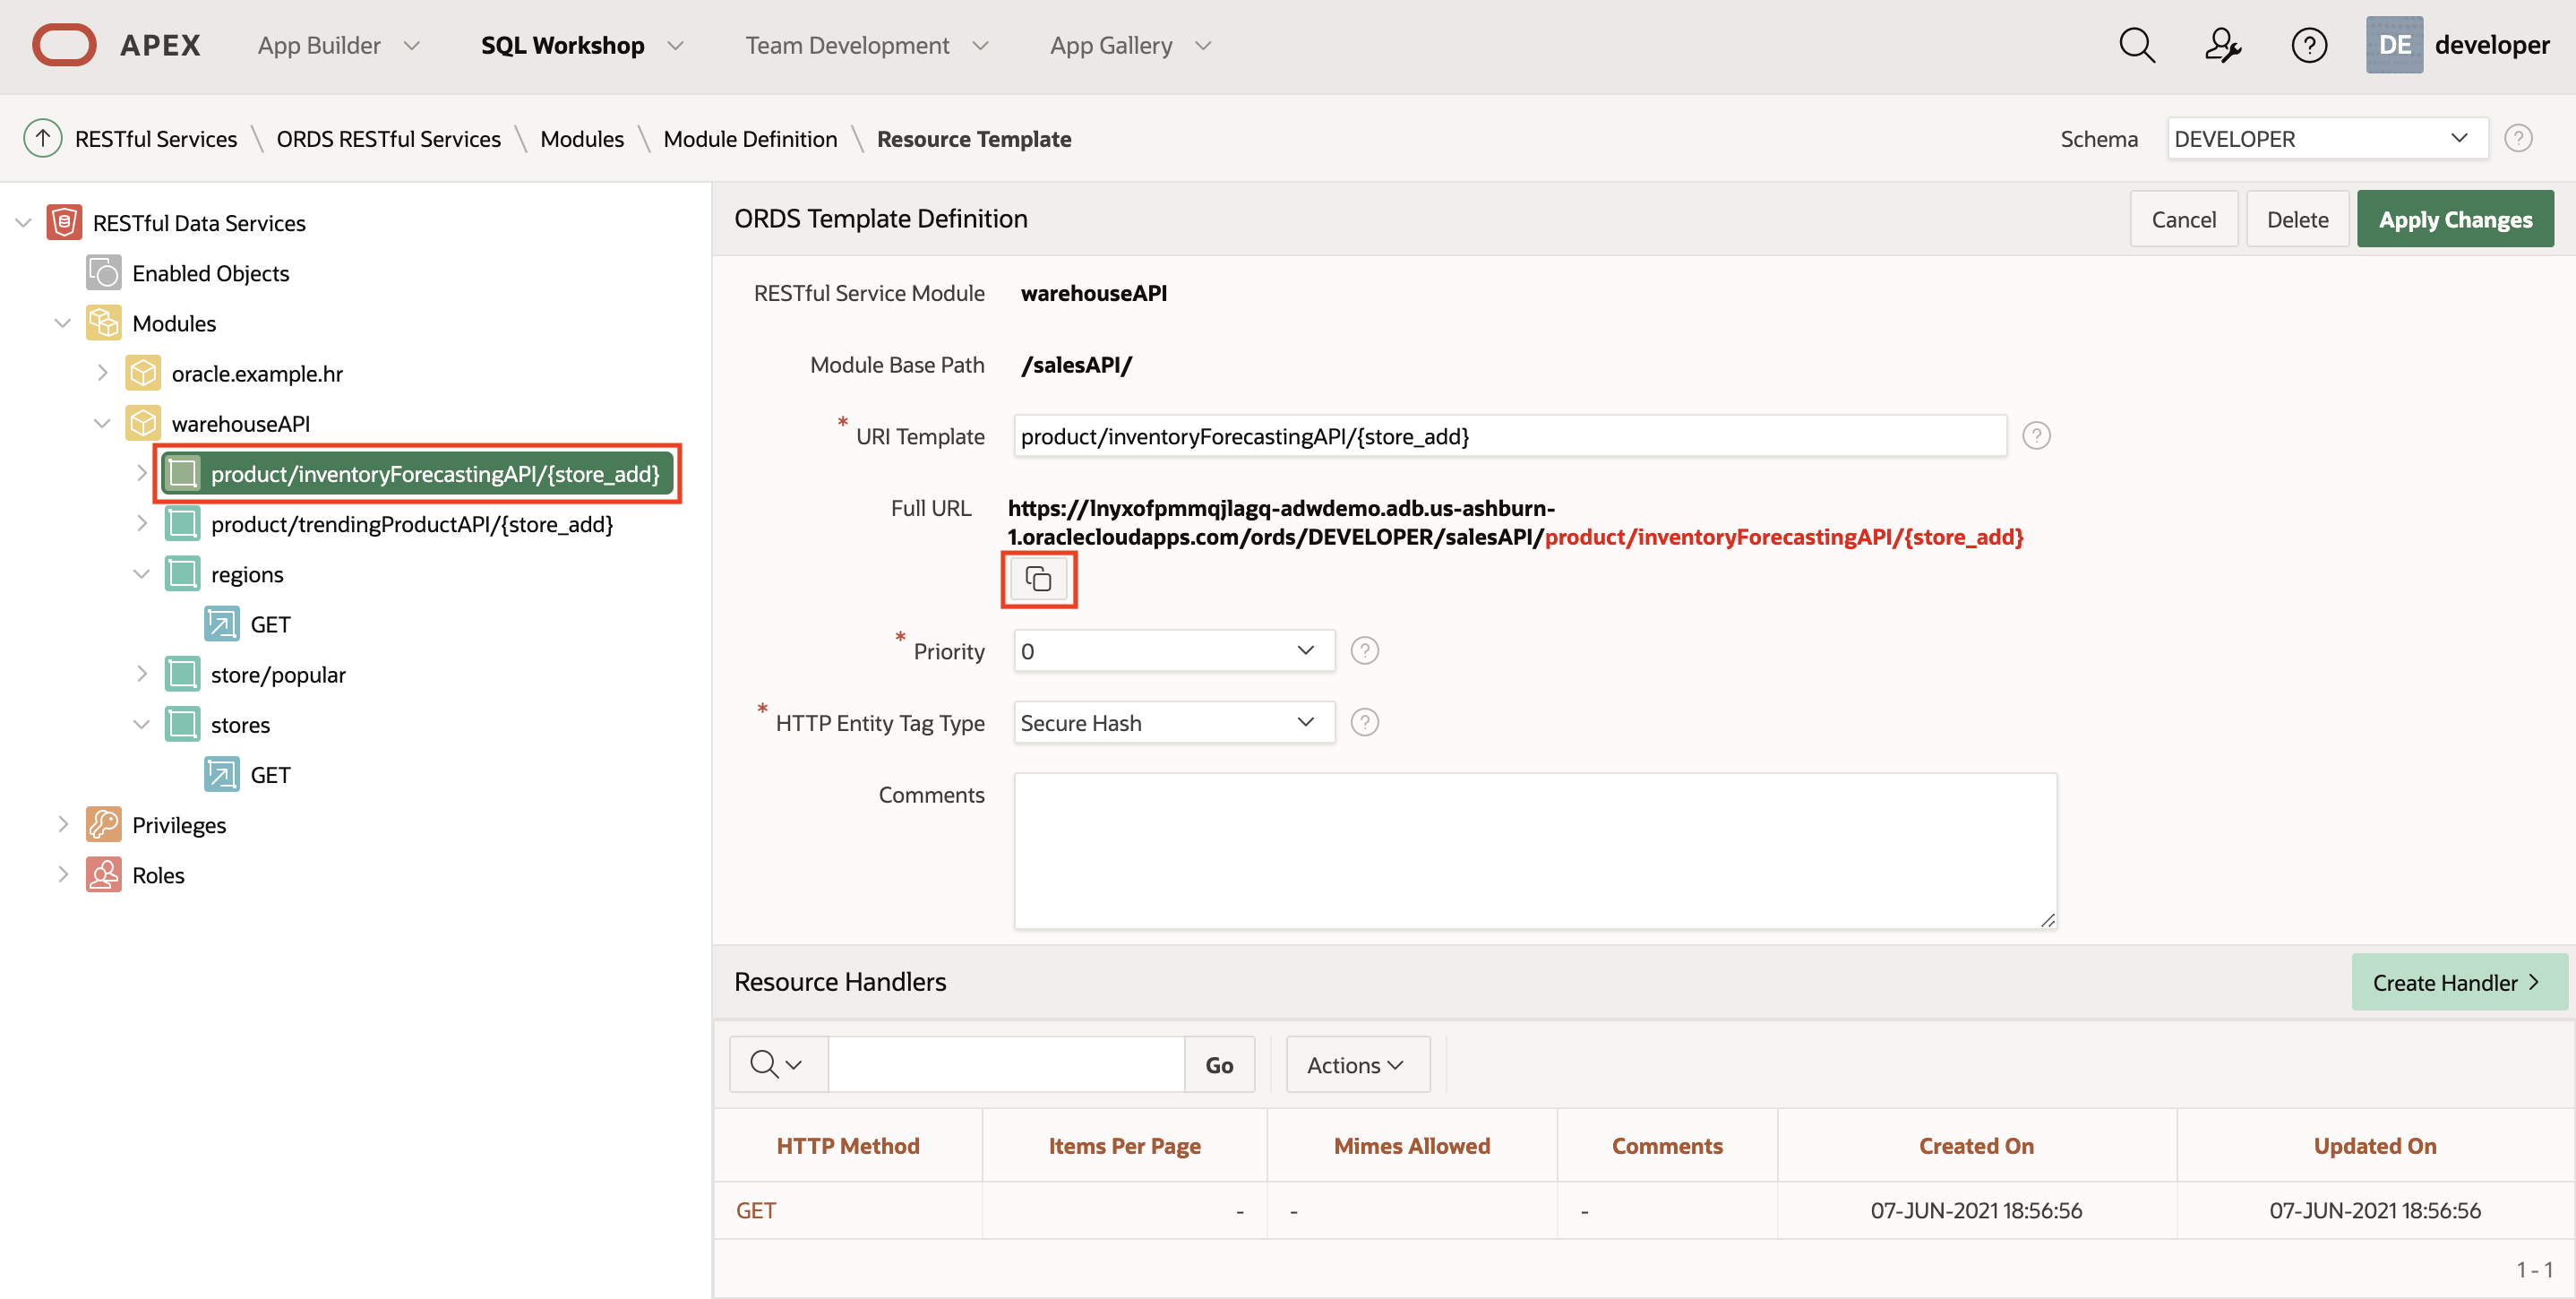 APEX App Builder SQL Workshop Team Development App Gallery ? DE developer
RESTful Services \ ORDS RESTful Services \ Modules \ Module Definition \ Resource Template Schema DEVELOPER ?
RESTful Data Services
Enabled Objects
Modules
oracle.example.hr
warehouseAPI
product/inventoryForecastingAPI/{store_add}
product/trendingProductAPI/{store_add}
regions
GET
store/popular
stores
GET
Privileges
Roles
ORDS Template Definition Cancel Delete Apply Changes
RESTful Service Module warehouseAPI
Module Base Path /salesAPI/
* URI Template product/inventoryForecastingAPI/{store_add} ?
Full URL https://lnyxofpmmqjlagq-adwdemo.adb.us-ashburn-
1.oraclecloudapps.com/ords/DEVELOPER/salesAPI/product/inventoryForecastingAPI/{store_add}
* Priority 0 ?
* HTTP Entity Tag Type Secure Hash ?
Comments
Resource Handlers Create Handler >
Go Actions
HTTP Method Items Per Page Mimes Allowed Comments Created On Updated On
GET - - - 07-JUN-2021 18:56:56 07-JUN-2021 18:56:56
1 - 1